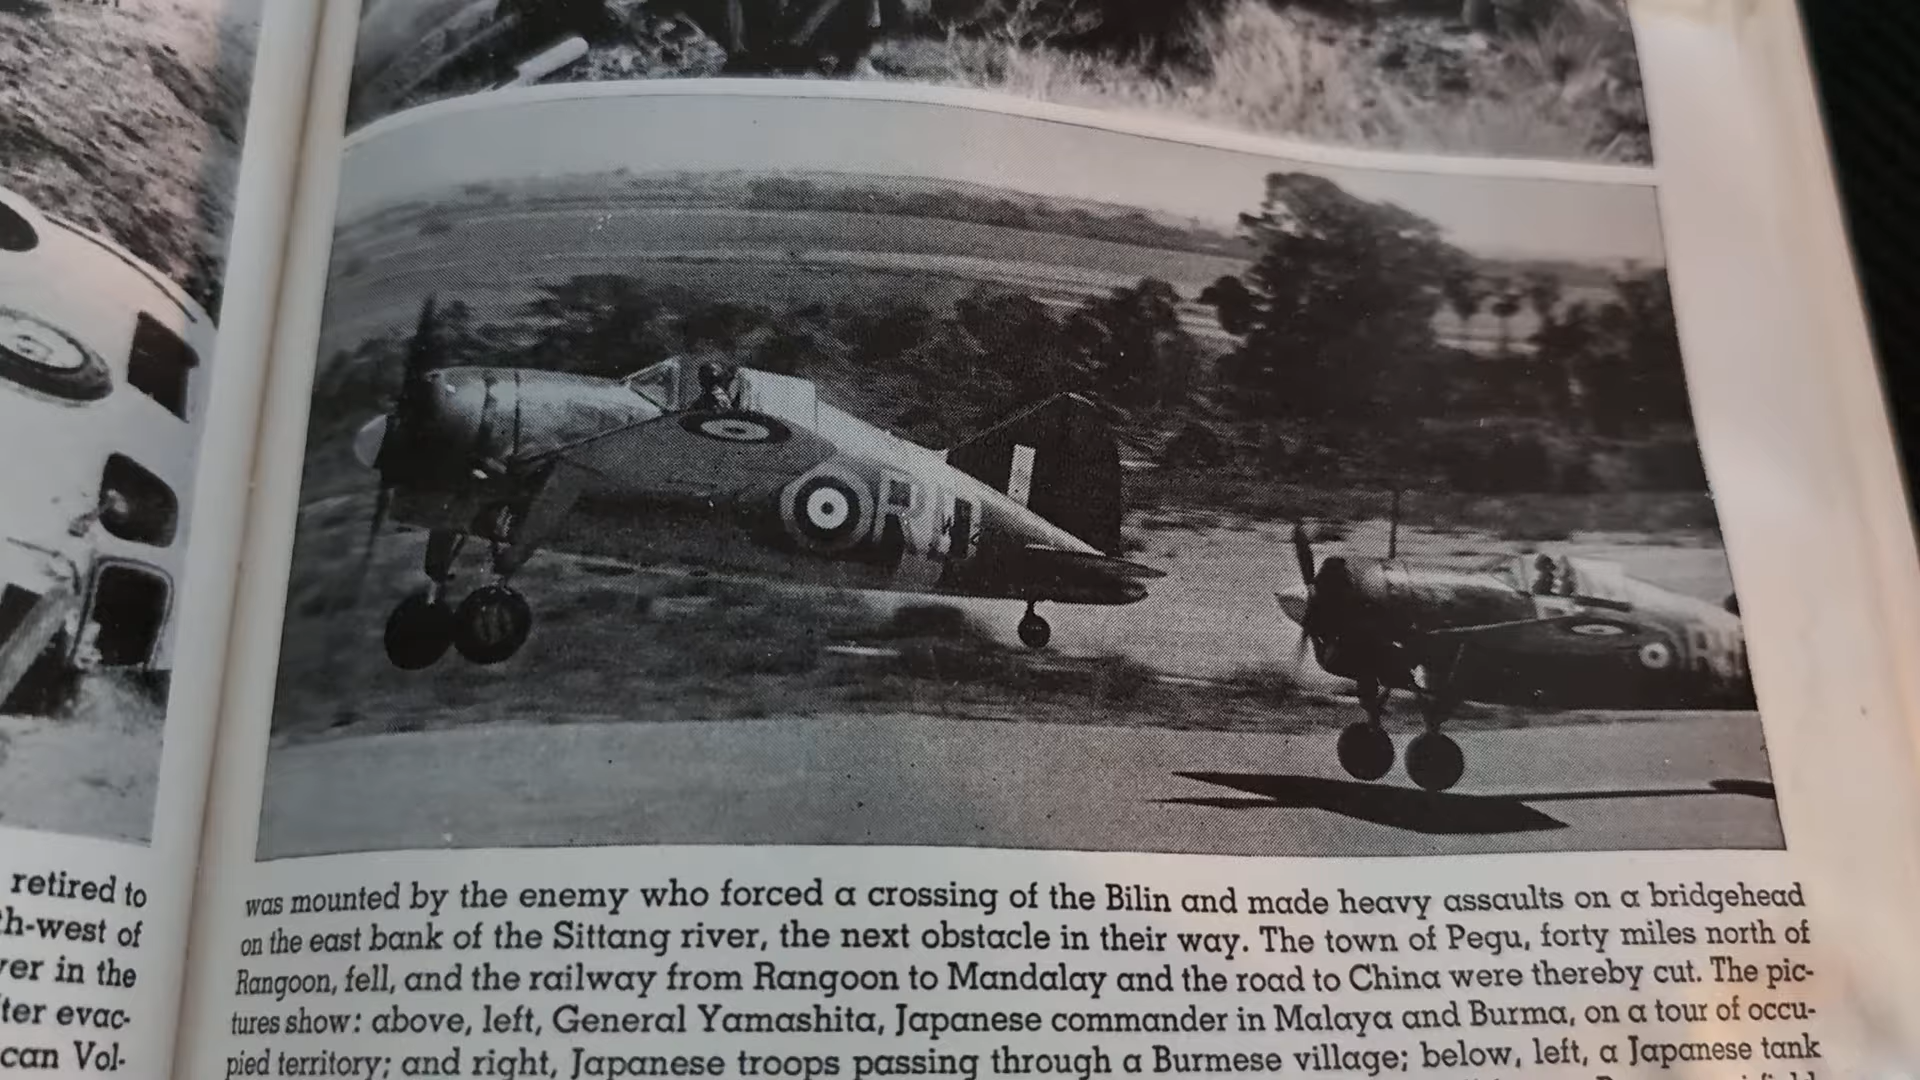 retired to
th-west of
ver in the
ter evac-
can Vol-
RD
R
was mounted by the enemy who forced a crossing of the Bilin and made heavy assaults on a bridgehead
on the east bank of the Sittang river, the next obstacle in their way. The town of Pegu, forty miles north of
Rangoon, fell, and the railway from Rangoon to Mandalay and the road to China were thereby cut. The pic-
tures show: above, left, General Yamashita, Japanese commander in Malaya and Burma, on a tour of occu-
pied territory; and right, Japanese troops passing through a Burmese village; below, left, a Japanese tank